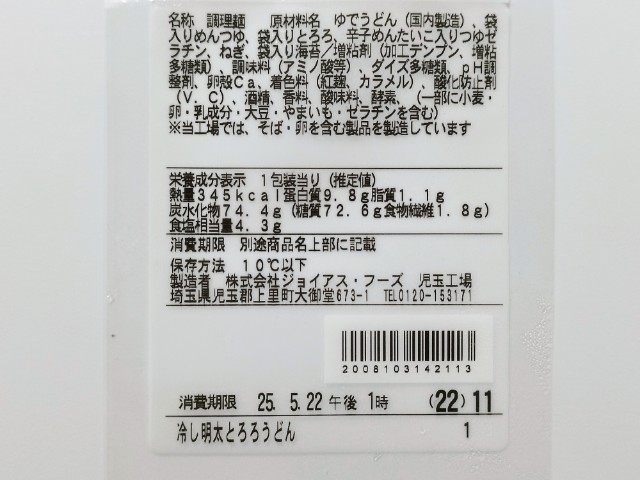 名称 調理麺　原材料名 ゆでうどん（国内製造）、袋
入りめんつゆ、袋入りとろろ、辛子めんたいこ入りつゆゼ
ラチン、ねぎ、袋入り海苔／増粘剤（加工デンプン、増粘
多糖類）、調味料（アミノ酸等）、ダイズ多糖類、ｐＨ調
整剤、卵殻Ｃａ、着色料（紅麹、カラメル）、酸化防止剤
（Ｖ．Ｃ）、酒精、香料、酸味料、酵素、（一部に小麦・
卵・乳成分・大豆・やまいも・ゼラチンを含む）
※当工場では、そば・卵を含む製品を製造しています
栄養成分表示　１包装当り（推定値）
熱量３４５ｋｃａｌ蛋白質９．８ｇ脂質１．１ｇ
炭水化物７４．４ｇ（糖質７２．６ｇ食物繊維１．８ｇ）
食塩相当量４．３ｇ
消費期限　別途商品名上部に記載
保存方法　１０℃以下
製造者　株式会社ジョイアス・フーズ　児玉工場
埼玉県児玉郡上里町大御堂673-1　TEL0120-153171
2008103142113
消費期限　25. 5.22 午後 1時　(22)11
冷し明太とろろうどん　1